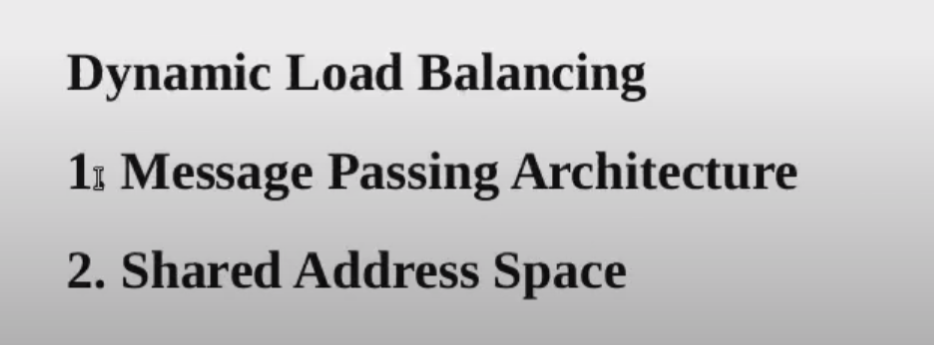 Dynamic Load Balancing
1. Message Passing Architecture
2. Shared Address Space